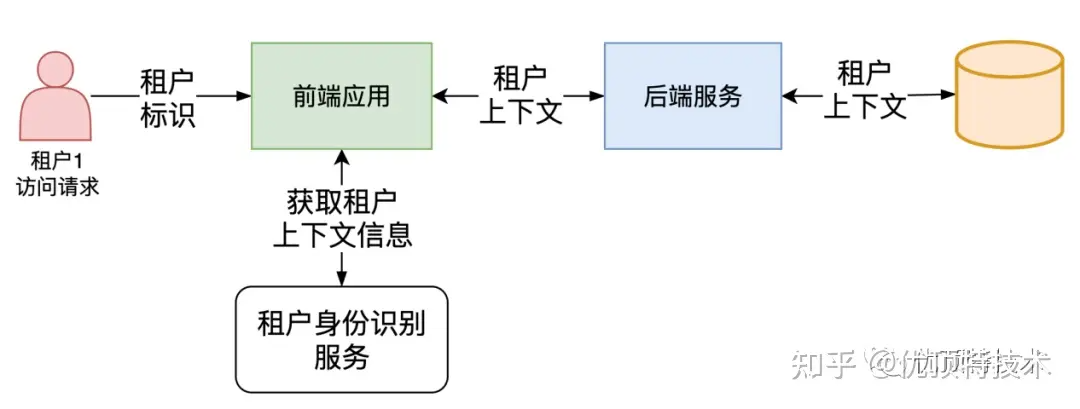 租户
标识
租户1
访问请求
前端应用
租户
上下文
后端服务
租户
上下文
获取租户
上下文信息
租户身份识别
服务
知乎 @优顶特技术